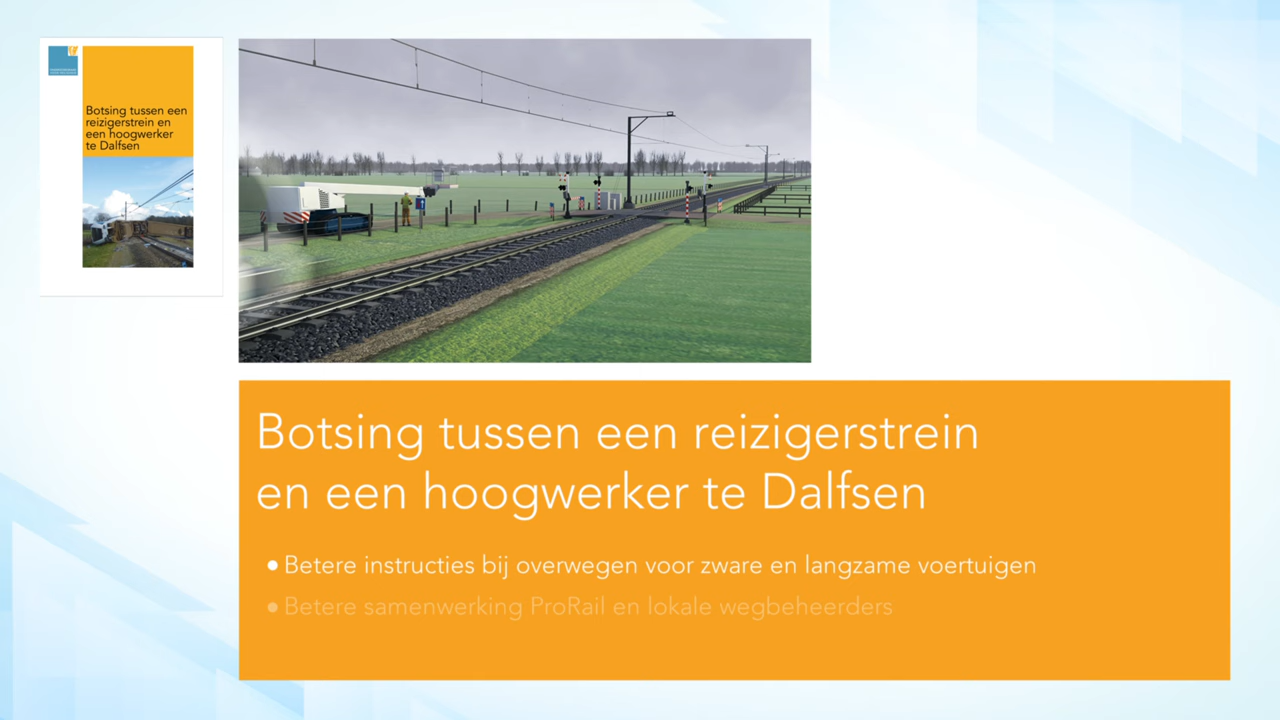 Botsing tussen een
reizigerstrein en
een hoogwerker
te Dalfsen
Botsing tussen een reizigerstrein
en een hoogwerker te Dalfsen
• Betere instructies bij overwegen voor zware en langzame voertuigen
• Betere samenwerking ProRail en lokale wegbeheerders